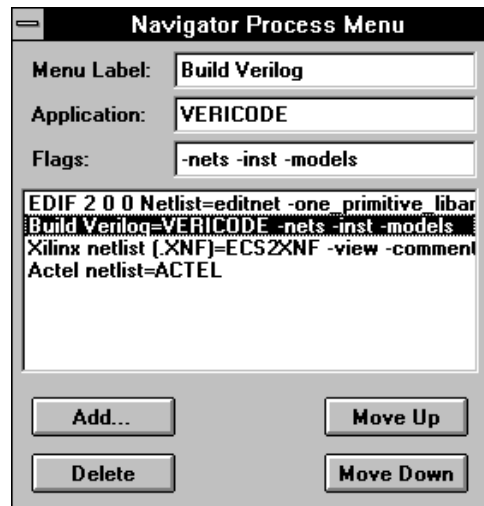 Navigator Process Menu
Menu Label: Build Verilog
Application: VERICODE
Flags: -nets -inst -models
EDIF 2 0 0 Netlist=editnet -one_primitive_libar
Build Verilog=VERICODE -nets -inst -models
Xilinx netlist (.XNF)=ECS2XNF -view -comment
Actel netlist=ACTEL
Add... Move Up
Delete Move Down